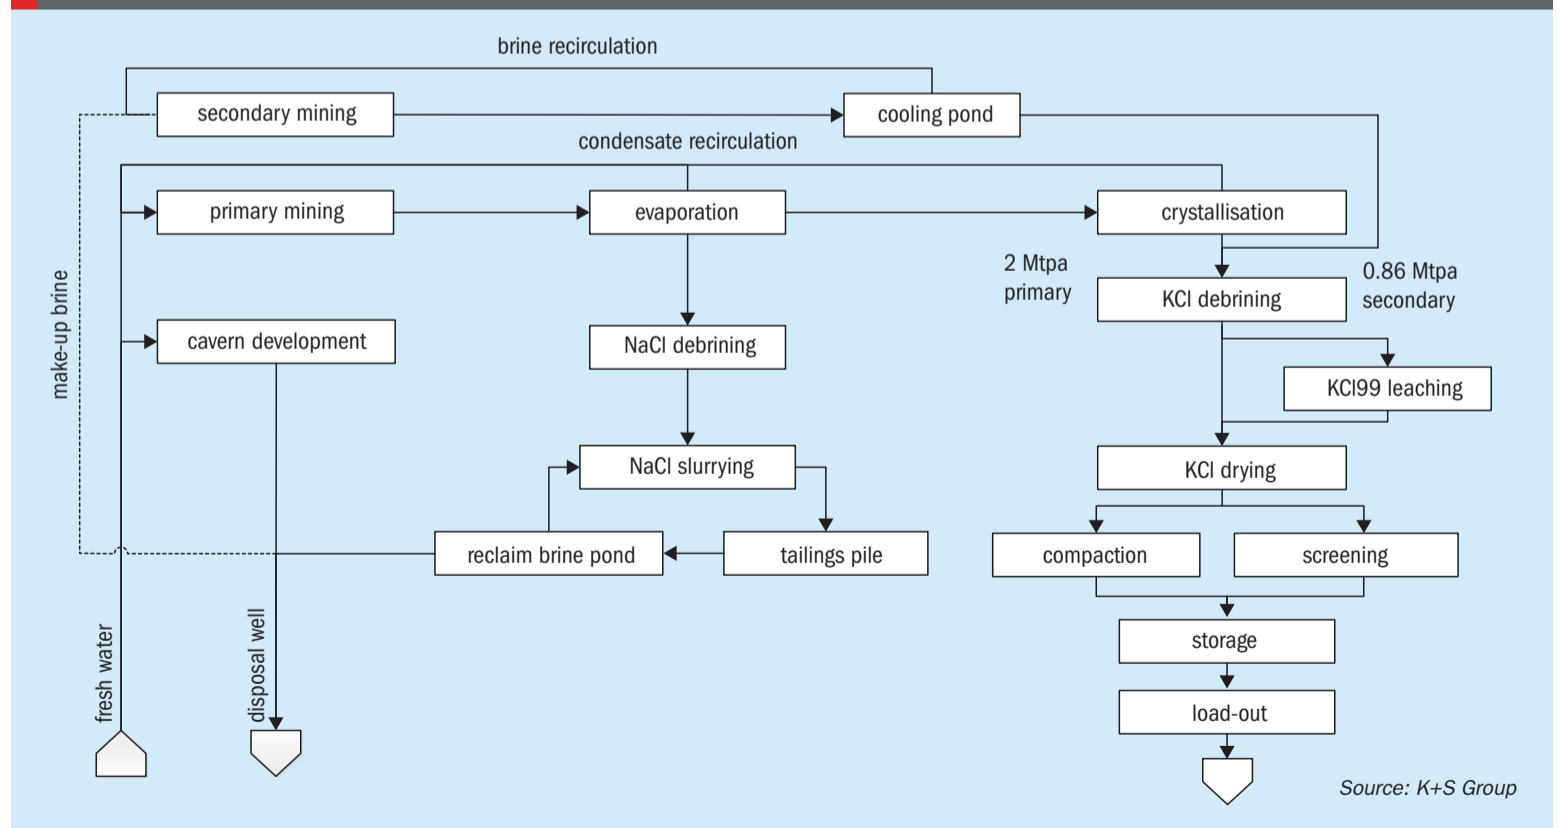 brine recirculation
secondary mining
cooling pond
condensate recirculation
primary mining
evaporation
crystallisation
2 Mtpa
primary
0.86 Mtpa
secondary
KCl debrining
make-up brine
cavern development
NaCl debrining
KCl99 leaching
NaCl slurrying
KCl drying
reclaim brine pond
tailings pile
compaction
screening
fresh water
disposal well
storage
load-out
Source: K+S Group